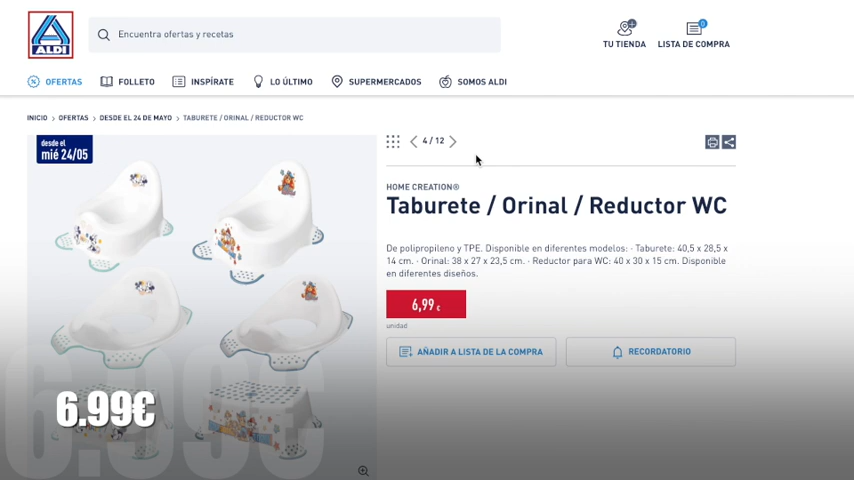 ALDI
Encuentra ofertas y recetas
TU TIENDA
0
LISTA DE COMPRA
OFERTAS
FOLLETO
INSPÍRATE
LO ÚLTIMO
SUPERMERCADOS
SOMOS ALDI
INICIO > OFERTAS > DESDE EL 24 DE MAYO > TABURETE / ORINAL / REDUCTOR WC
desde el
mié 24/05
4 / 12
HOME CREATION®
Taburete / Orinal / Reductor WC
De polipropileno y TPE. Disponible en diferentes modelos: · Taburete: 40,5 x 28,5 x
14 cm. · Orinal: 38 x 27 x 23,5 cm. · Reductor para WC: 40 x 30 x 15 cm. Disponible
en diferentes diseños.
6,99 €
unidad
AÑADIR A LISTA DE LA COMPRA
RECORDATORIO
6.99€
6.99€